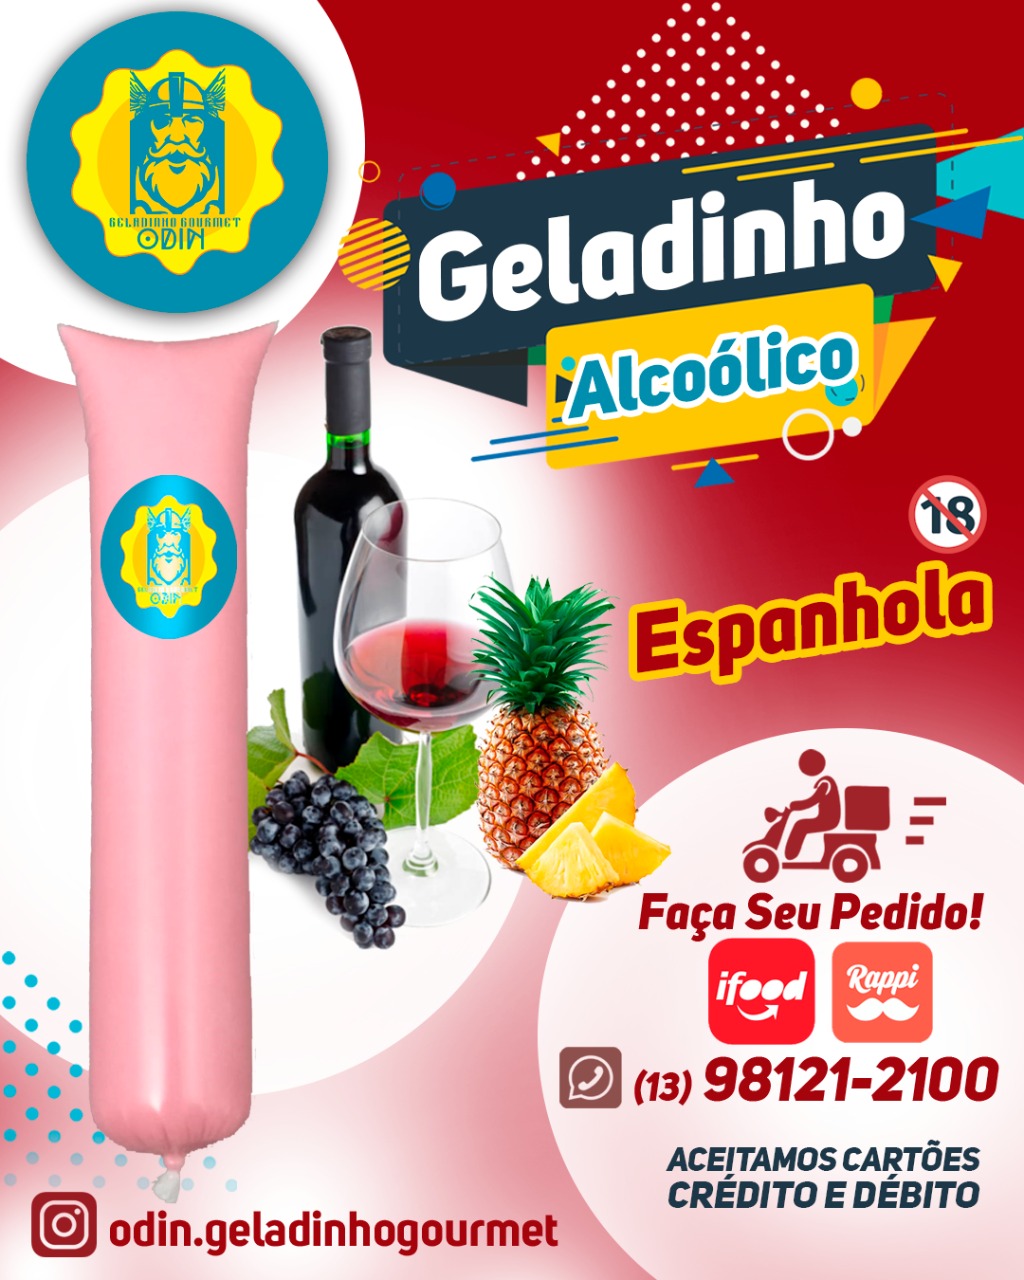 GELADINHO GOURMET
ODIN
Geladinho
Alcoólico
ODIN
18
Espanhola
Faça Seu Pedido!
ifood
Rappi
(13) 98121-2100
ACEITAMOS CARTÕES
CRÉDITO E DÉBITO
odin.geladinhogourmet